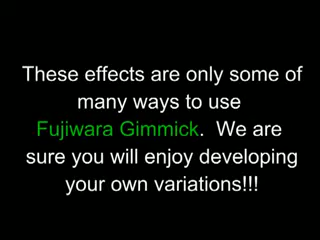 These effects are only some of
many ways to use
Fujiwara Gimmick.  We are
sure you will enjoy developing
your own variations!!!